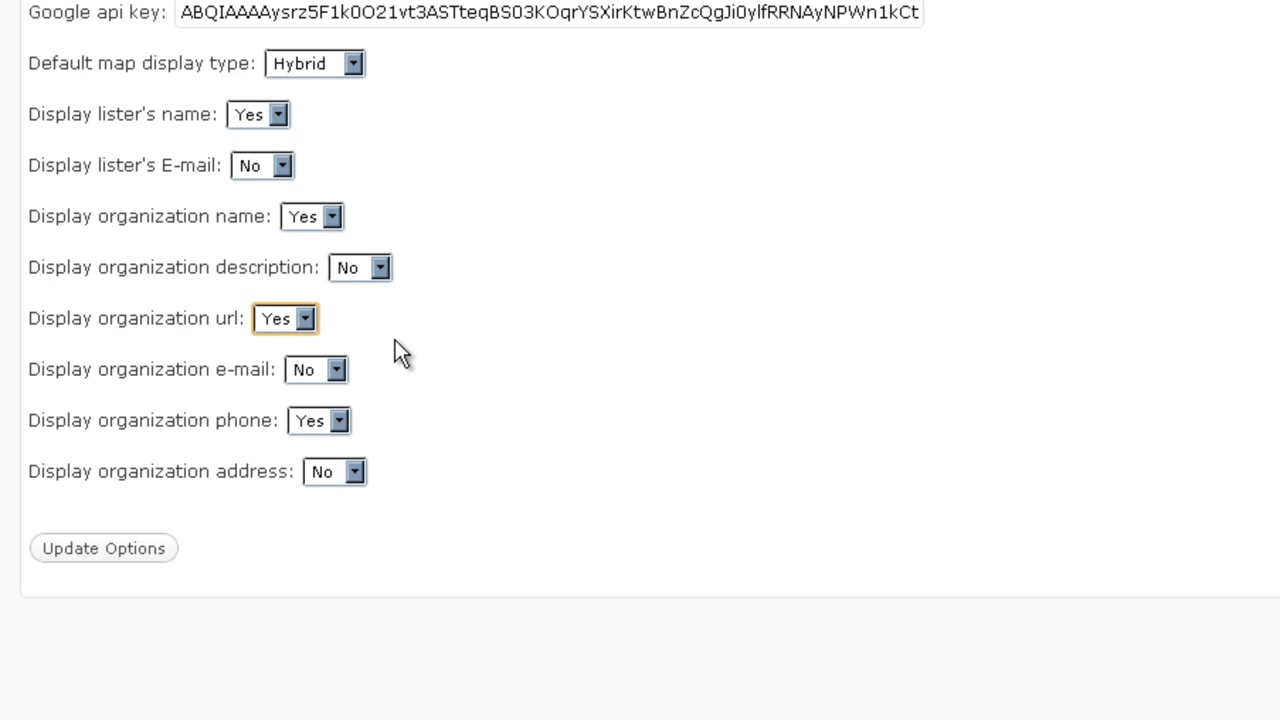 Google api key: ABQIAAAAysrz5F1k0O21vt3ASTteqBS03KOqrYSXirKtwBnZcQgJi0ylfRRNAyNPWn1kCt
Default map display type: Hybrid
Display lister's name: Yes
Display lister's E-mail: No
Display organization name: Yes
Display organization description: No
Display organization url: Yes
Display organization e-mail: No
Display organization phone: Yes
Display organization address: No
Update Options